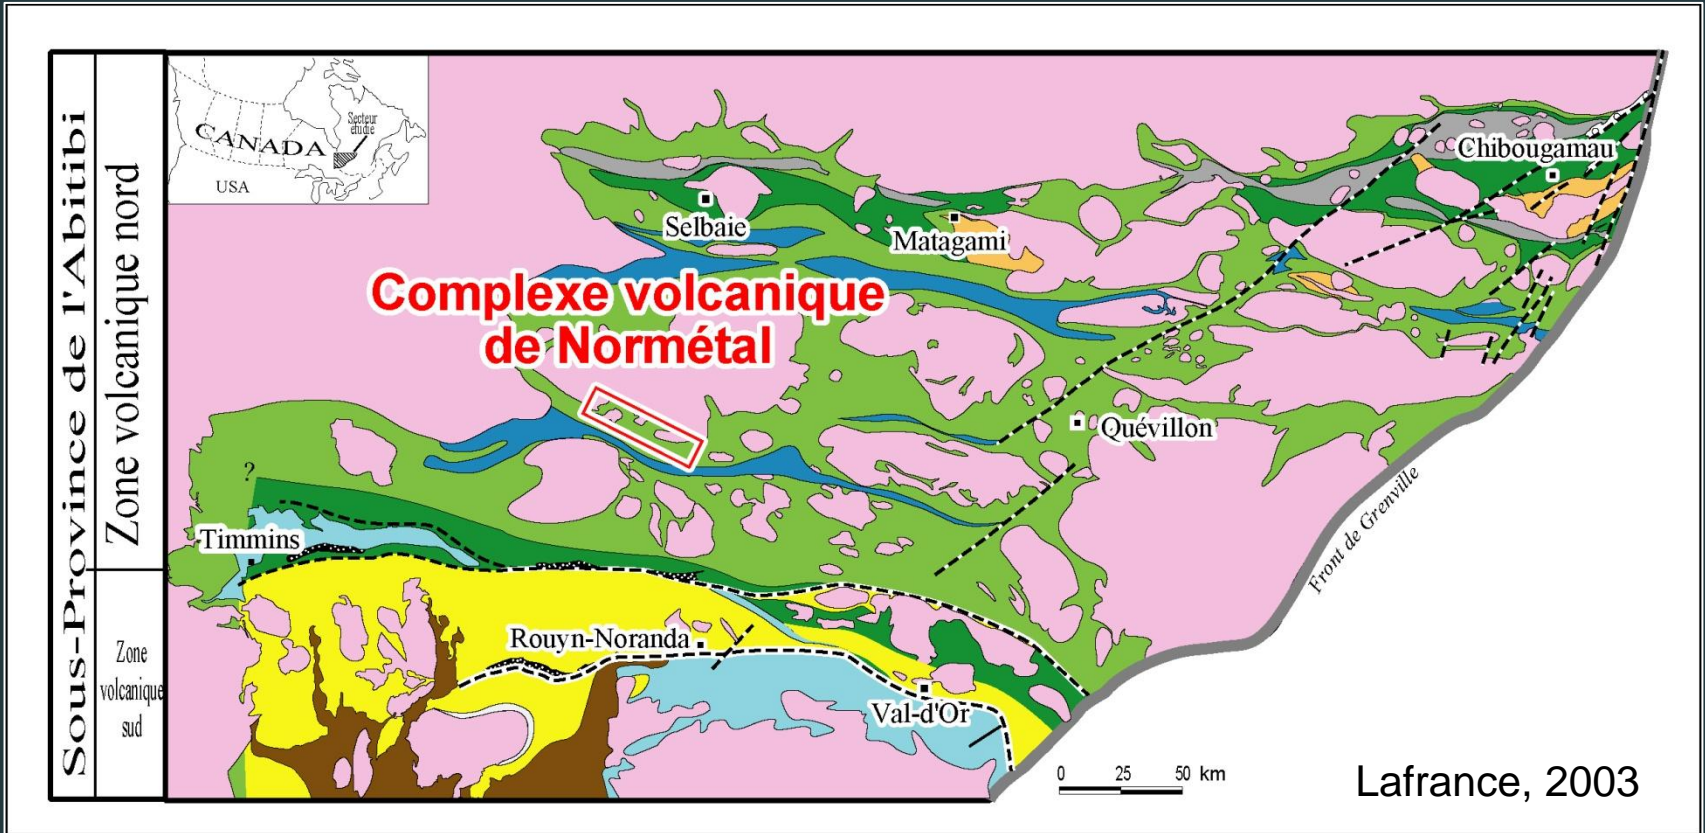 Sous-Province de l'Abitibi
Zone volcanique nord
Zone
volcanique
sud
CANADA
USA
Secteur
étudié
Chibougamau
Selbaie
Matagami
Complexe volcanique
de Normétal
Quévillon
?
Timmins
Front de Grenville
Rouyn-Noranda
Val-d'Or
0 25 50 km
Lafrance, 2003